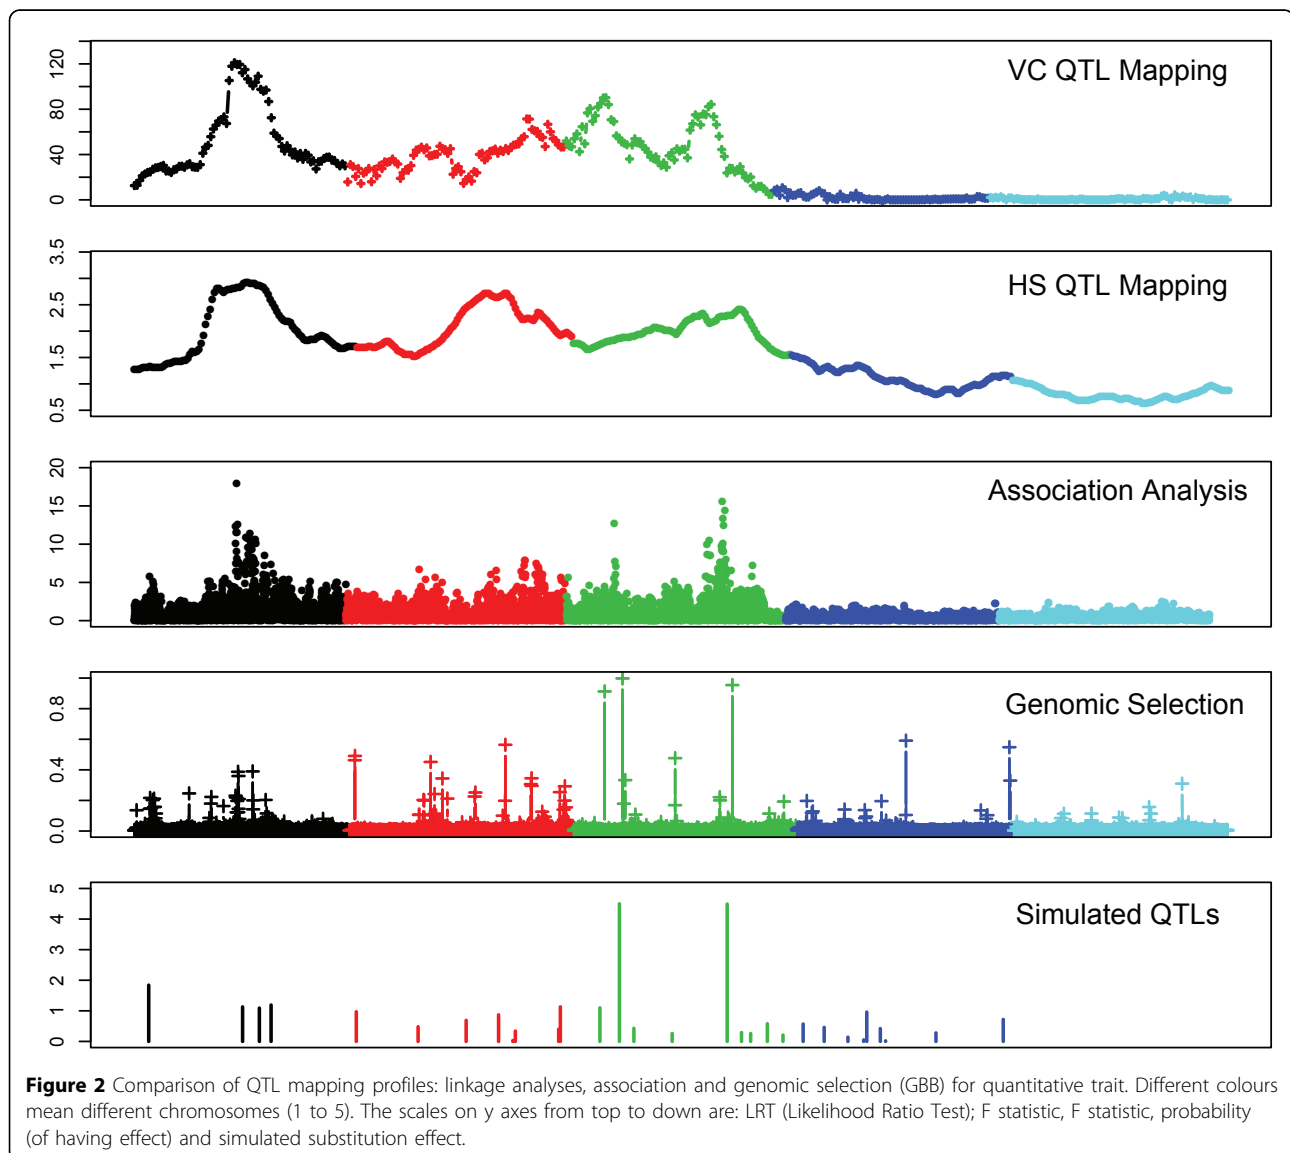 VC QTL Mapping
0 40 80 120
HS QTL Mapping
0.5 1.5 2.5 3.5
Association Analysis
0 5 10 15 20
Genomic Selection
0.0 0.4 0.8
Simulated QTLs
0 1 2 3 4 5
Figure 2 Comparison of QTL mapping profiles: linkage analyses, association and genomic selection (GBB) for quantitative trait. Different colours
mean different chromosomes (1 to 5). The scales on y axes from top to down are: LRT (Likelihood Ratio Test); F statistic, F statistic, probability
(of having effect) and simulated substitution effect.